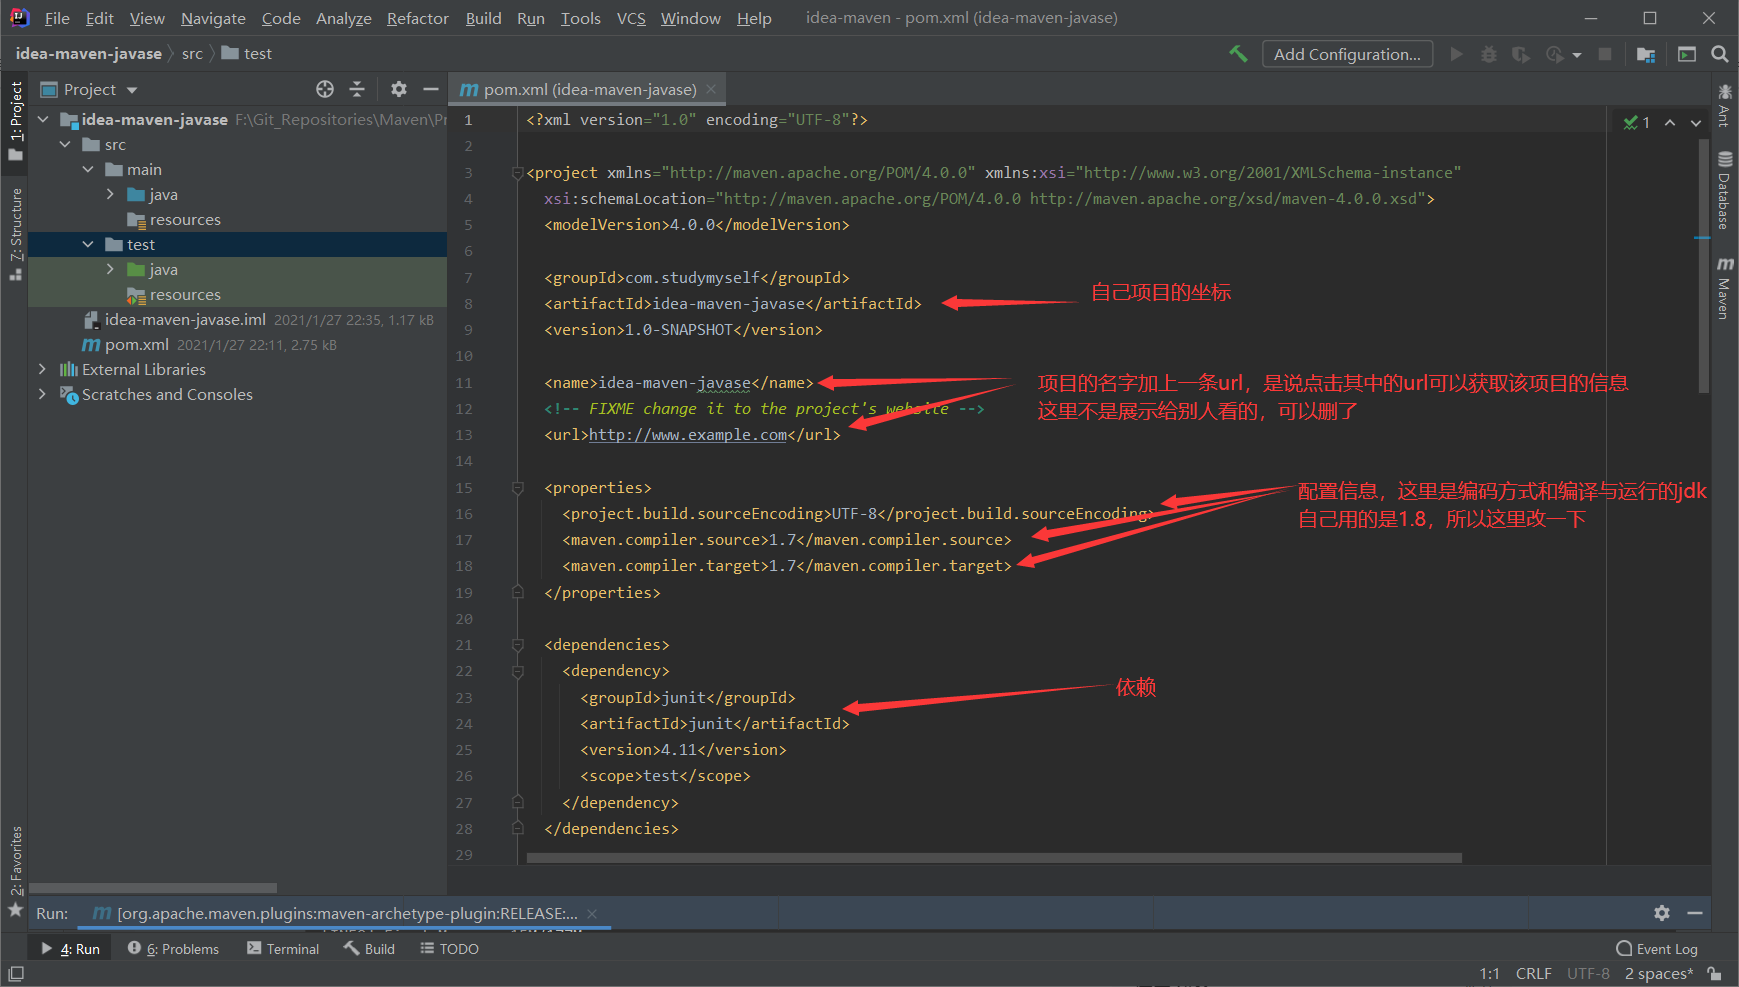 File Edit View Navigate Code Analyze Refactor Build Run Tools VCS Window Help idea-maven - pom.xml (idea-maven-javase)
idea-maven-javase src test Add Configuration...
1: Project
7: Structure
2: Favorites
Project
idea-maven-javase F:\Git_Repositories\Maven\Pr
src
main
java
resources
test
java
resources
idea-maven-javase.iml 2021/1/27 22:35, 1.17 kB
pom.xml 2021/1/27 22:11, 2.75 kB
External Libraries
Scratches and Consoles
pom.xml (idea-maven-javase)
1 <?xml version="1.0" encoding="UTF-8"?>
2
3 <project xmlns="http://maven.apache.org/POM/4.0.0" xmlns:xsi="http://www.w3.org/2001/XMLSchema-instance"
4 xsi:schemaLocation="http://maven.apache.org/POM/4.0.0 http://maven.apache.org/xsd/maven-4.0.0.xsd">
5 <modelVersion>4.0.0</modelVersion>
6
7 <groupId>com.studymyself</groupId>
8 <artifactId>idea-maven-javase</artifactId>
9 <version>1.0-SNAPSHOT</version>
10
11 <name>idea-maven-javase</name>
12 <!-- FIXME change it to the project's website -->
13 <url>http://www.example.com</url>
14
15 <properties>
16 <project.build.sourceEncoding>UTF-8</project.build.sourceEncoding>
17 <maven.compiler.source>1.7</maven.compiler.source>
18 <maven.compiler.target>1.7</maven.compiler.target>
19 </properties>
20
21 <dependencies>
22 <dependency>
23 <groupId>junit</groupId>
24 <artifactId>junit</artifactId>
25 <version>4.11</version>
26 <scope>test</scope>
27 </dependency>
28 </dependencies>
29
自己项目的坐标
项目的名字加上一条url，是说点击其中的url可以获取该项目的信息
这里不是展示给别人看的，可以删了
配置信息，这里是编码方式和编译与运行的jdk
自己用的是1.8，所以这里改一下
依赖
1
Ant
Database
Maven
Run: [org.apache.maven.plugins:maven-archetype-plugin:RELEASE:...
4: Run 6: Problems Terminal Build TODO Event Log
1:1 CRLF UTF-8 2 spaces*